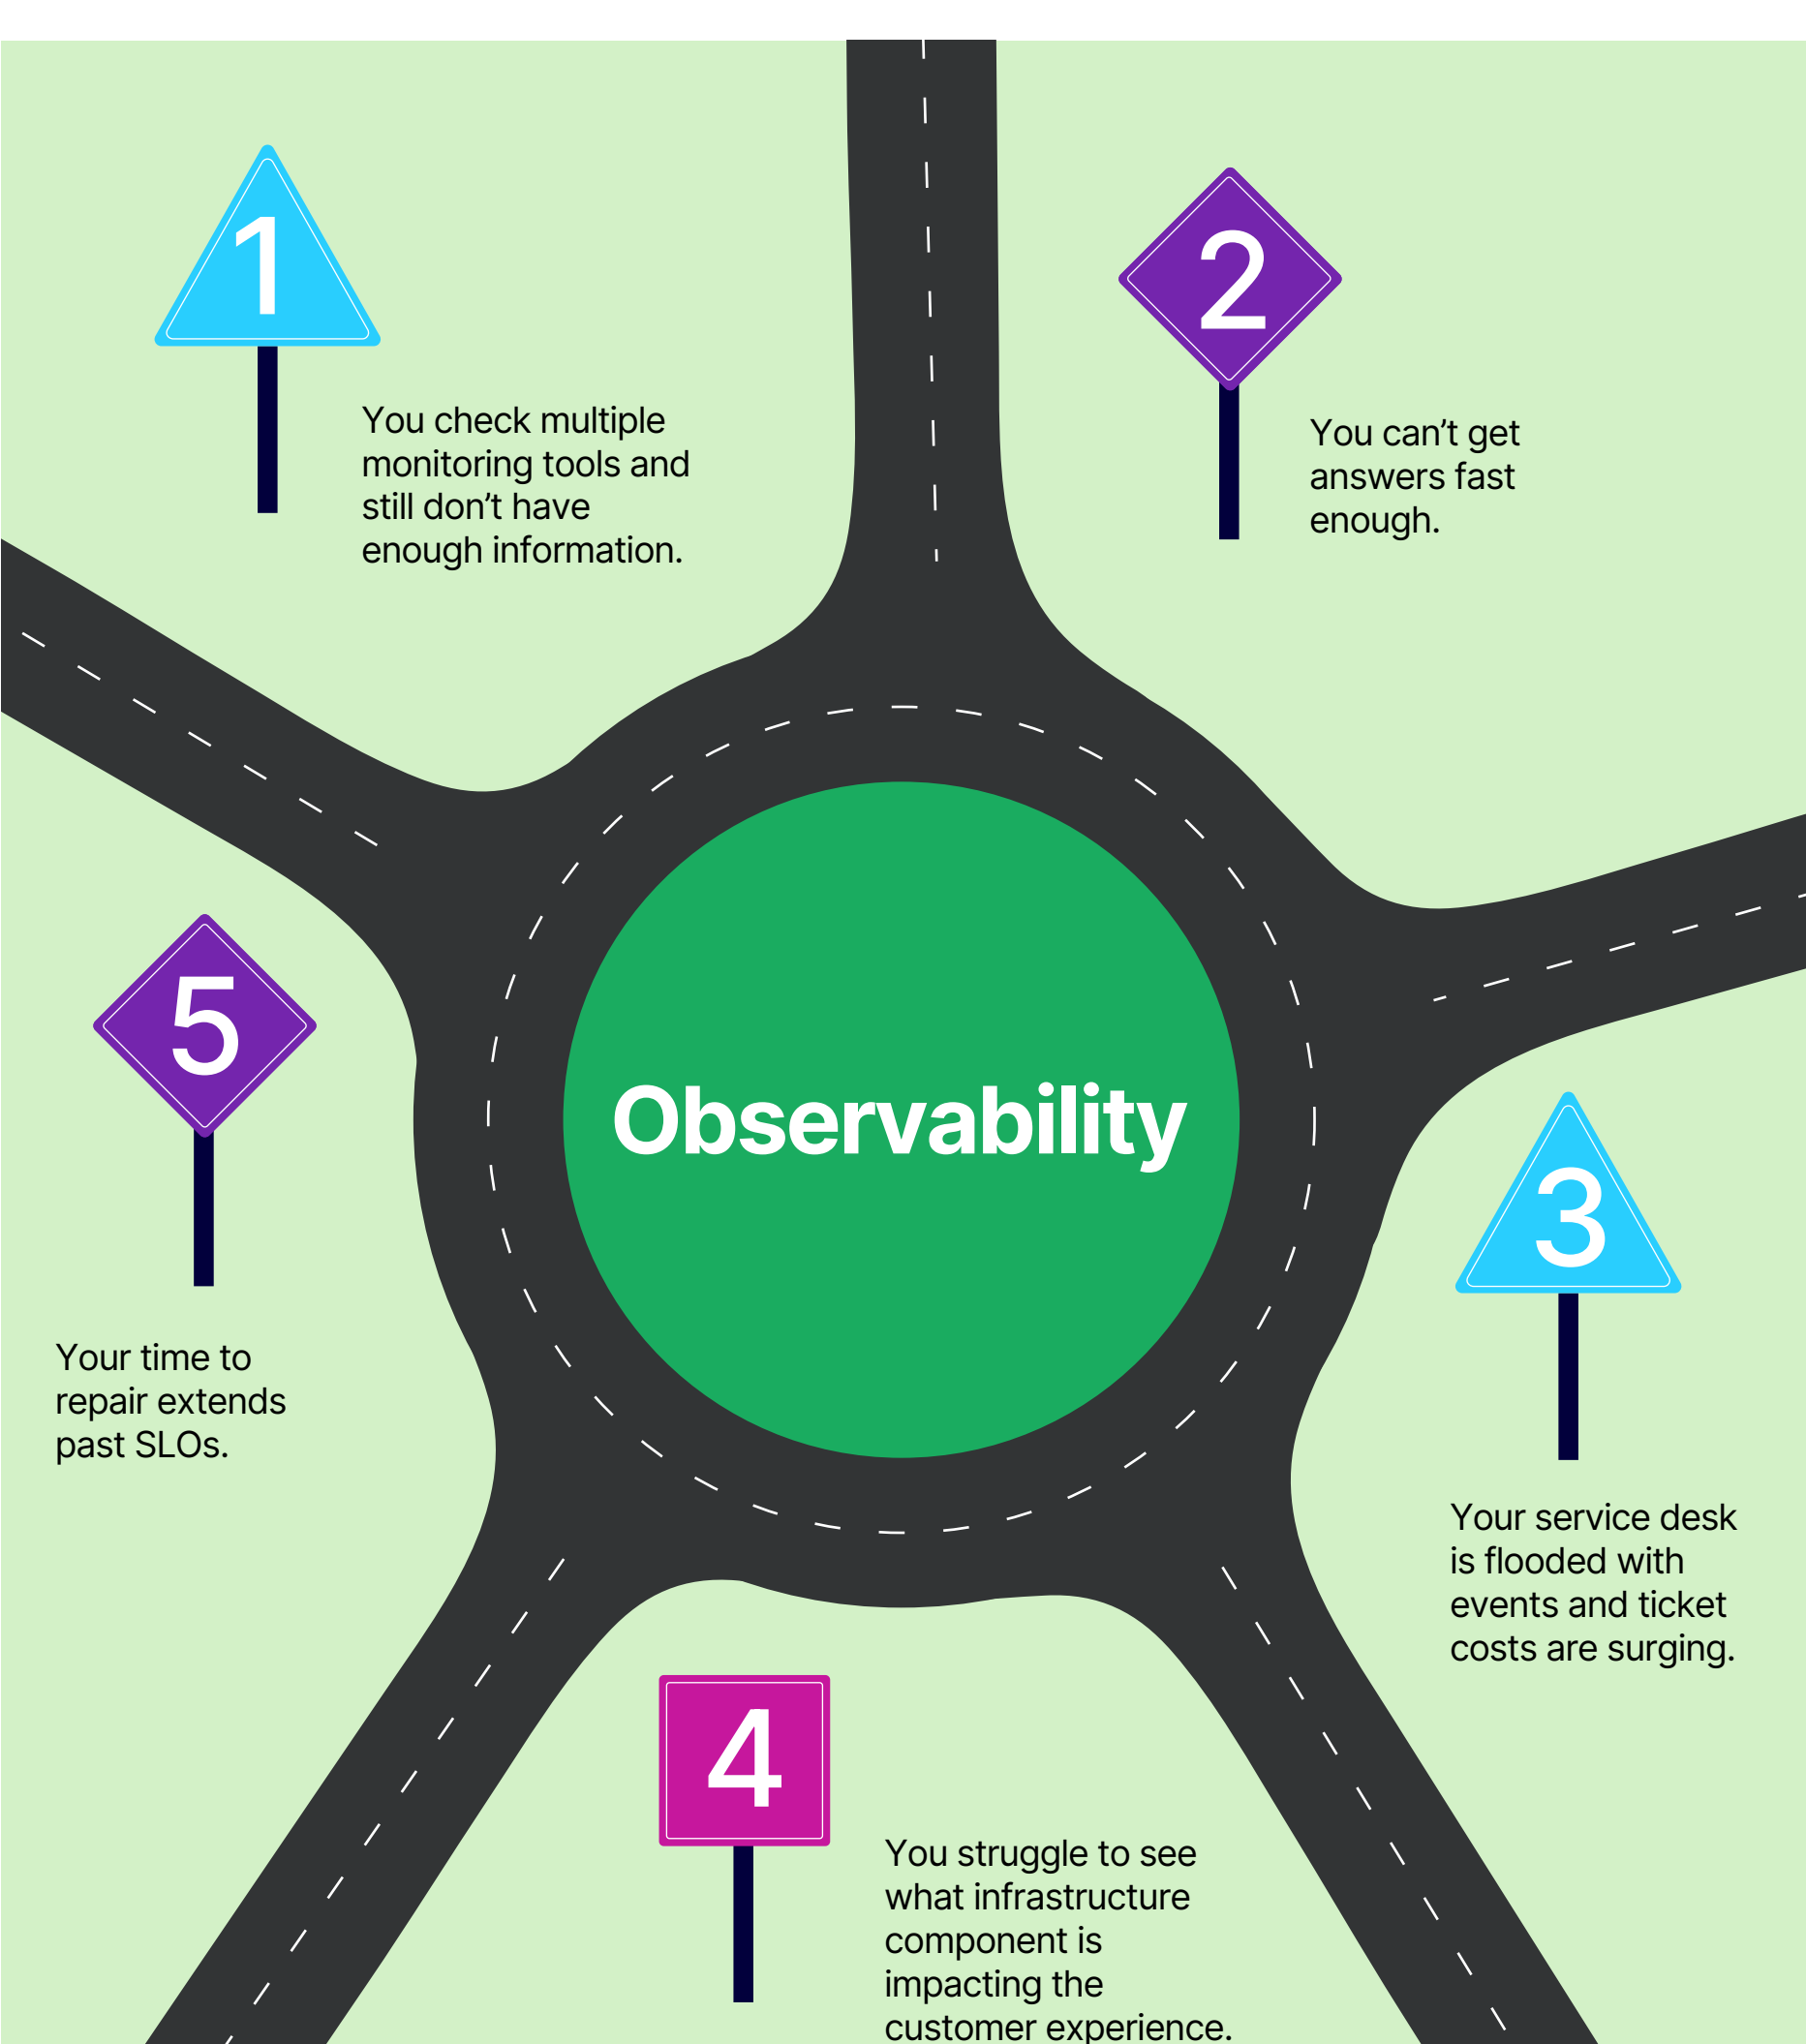 1
You check multiple
monitoring tools and
still don’t have
enough information.
2
You can’t get
answers fast
enough.
Observability
3
Your service desk
is flooded with
events and ticket
costs are surging.
4
You struggle to see
what infrastructure
component is
impacting the
customer experience.
5
Your time to
repair extends
past SLOs.